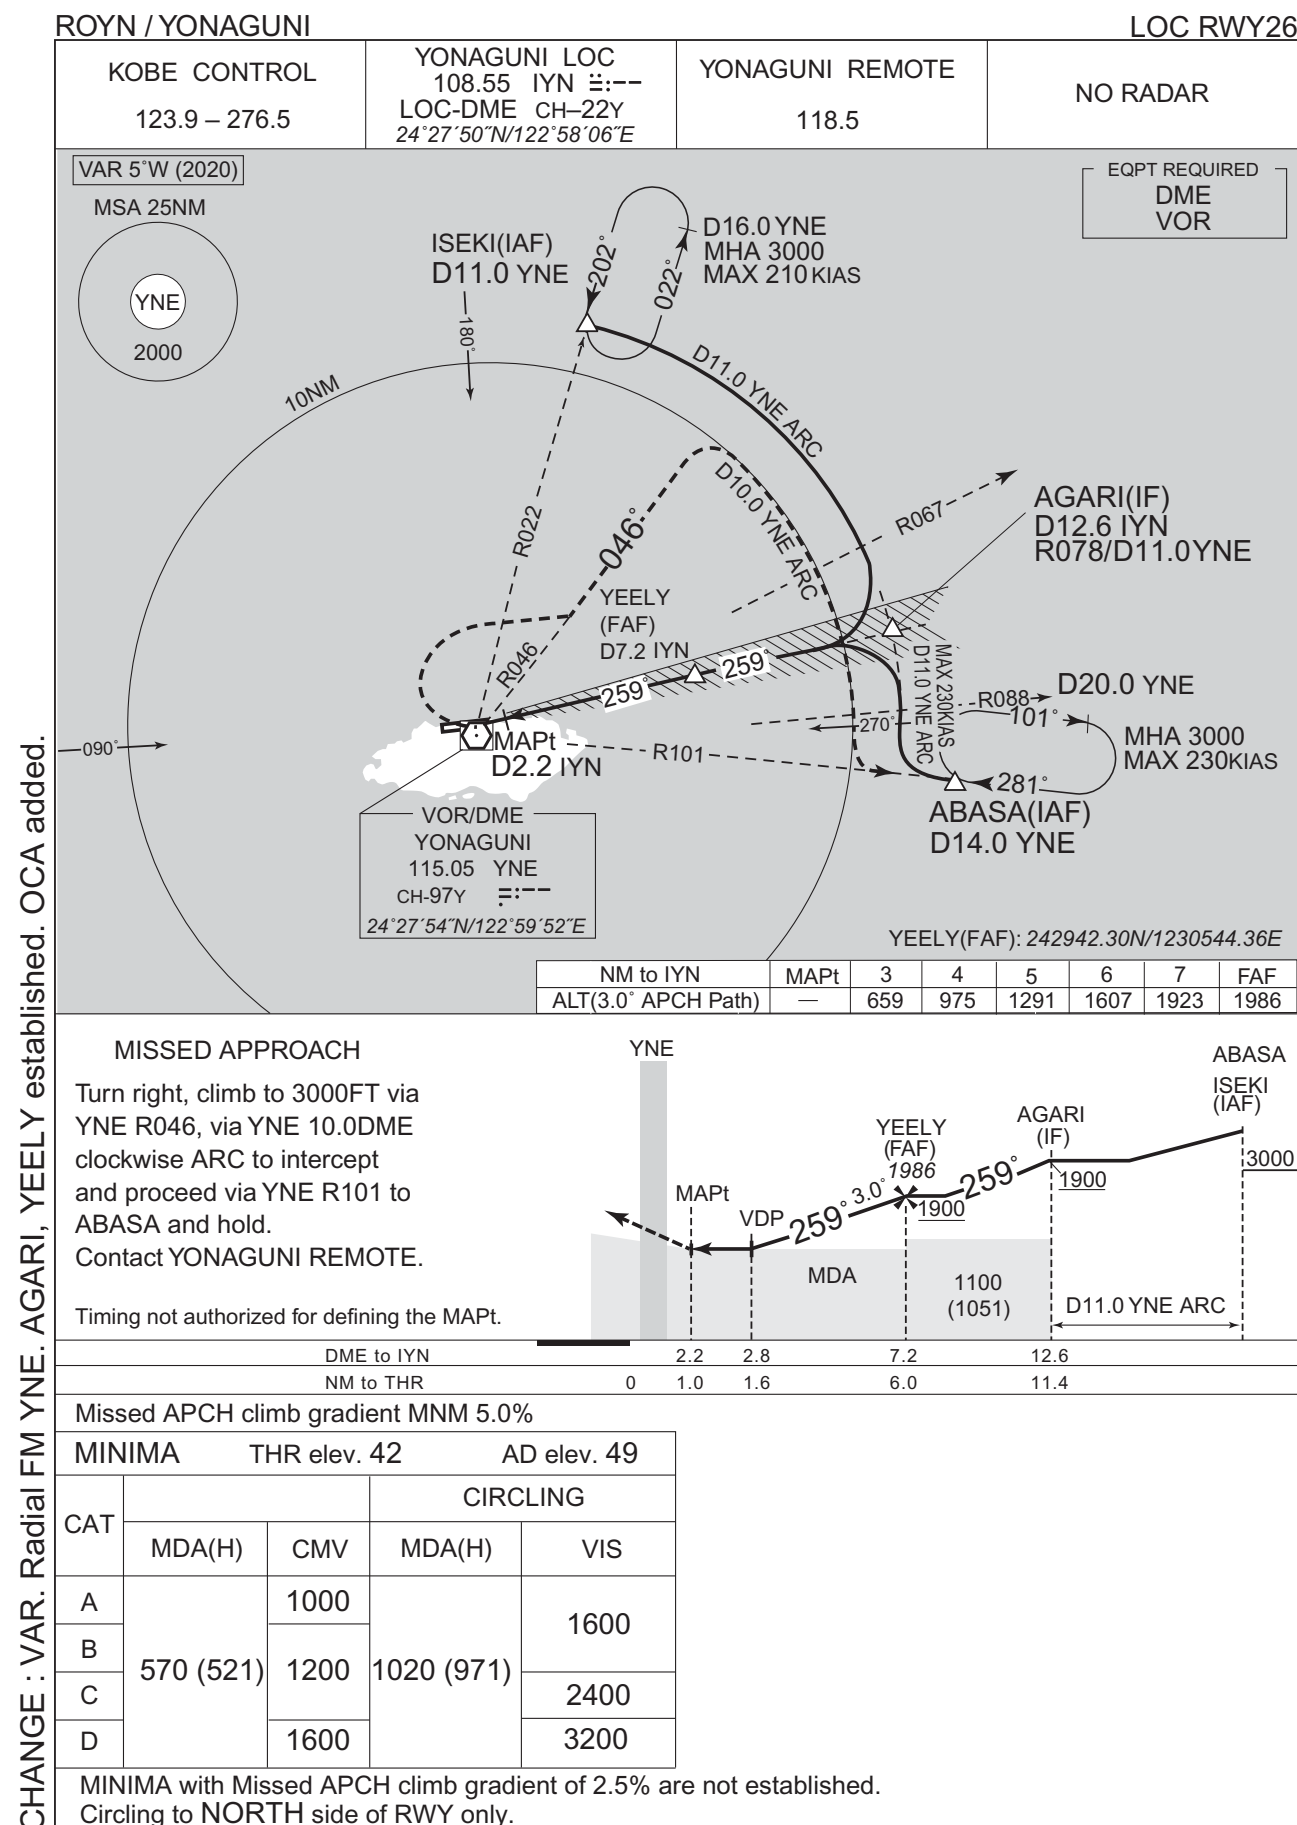 ROYN / YONAGUNI
LOC RWY26
KOBE CONTROL
123.9 – 276.5
YONAGUNI LOC
108.55 IYN
LOC-DME CH–22Y
24°27´50˝N/122°58´06˝E
YONAGUNI REMOTE
118.5
NO RADAR
VAR 5°W (2020)
MSA 25NM
YNE
2000
EQPT REQUIRED
DME
VOR
ISEKI(IAF)
D11.0 YNE
180°
202°
022°
D16.0 YNE
MHA 3000
MAX 210 KIAS
10NM
D11.0 YNE ARC
D10.0 YNE ARC
R022
046°
R046
R067
AGARI(IF)
D12.6 IYN
R078/D11.0YNE
YEELY
(FAF)
D7.2 IYN
259°
259°
MAX 230KIAS
D11.0 YNE ARC
R088
D20.0 YNE
101°
270°
MHA 3000
MAX 230KIAS
281°
ABASA(IAF)
D14.0 YNE
R101
090°
MAPt
D2.2 IYN
VOR/DME
YONAGUNI
115.05 YNE
CH-97Y
24°27´54˝N/122°59´52˝E
YEELY(FAF): 242942.30N/1230544.36E
NM to IYN MAPt 3 4 5 6 7 FAF
ALT(3.0° APCH Path) — 659 975 1291 1607 1923 1986
MISSED APPROACH
Turn right, climb to 3000FT via
YNE R046, via YNE 10.0DME
clockwise ARC to intercept
and proceed via YNE R101 to
ABASA and hold.
Contact YONAGUNI REMOTE.
Timing not authorized for defining the MAPt.
YNE
MAPt
VDP
259°
3.0°
YEELY
(FAF)
1986
1900
259°
AGARI
(IF)
1900
ABASA
ISEKI
(IAF)
3000
MDA
1100
(1051)
D11.0 YNE ARC
DME to IYN 2.2 2.8 7.2 12.6
NM to THR 0 1.0 1.6 6.0 11.4
Missed APCH climb gradient MNM 5.0%
MINIMA THR elev. 42 AD elev. 49
CAT
CIRCLING
MDA(H) CMV MDA(H) VIS
A 1000
B
C
D 1600
570 (521)
1200
1020 (971)
1600
2400
3200
MINIMA with Missed APCH climb gradient of 2.5% are not established.
Circling to NORTH side of RWY only.
CHANGE : VAR. Radial FM YNE. AGARI, YEELY established. OCA added.